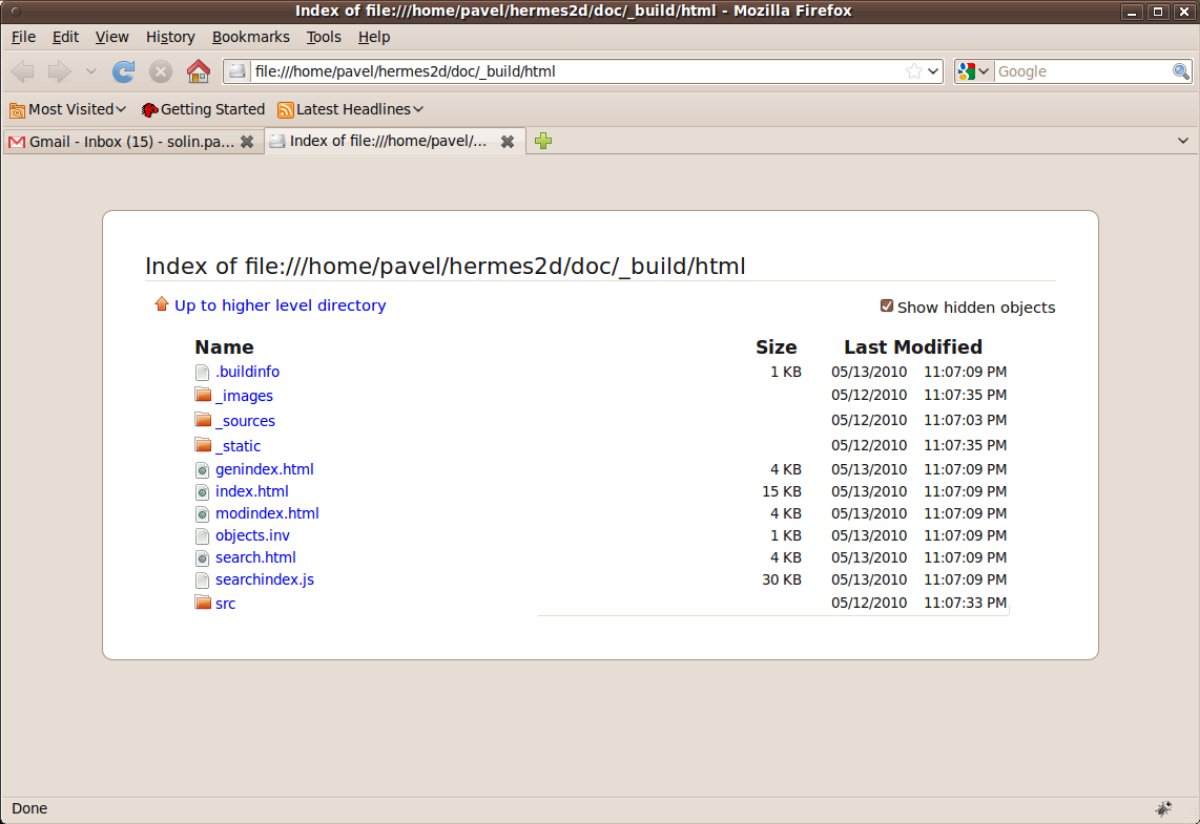 Index of file:///home/pavel/hermes2d/doc/_build/html - Mozilla Firefox
File Edit View History Bookmarks Tools Help
file:///home/pavel/hermes2d/doc/_build/html Google
Most Visited Getting Started Latest Headlines
Gmail - Inbox (15) - solin.pa... Index of file:///home/pavel/...
Index of file:///home/pavel/hermes2d/doc/_build/html
Up to higher level directory Show hidden objects
Name Size Last Modified
.buildinfo 1 KB 05/13/2010 11:07:09 PM
_images 05/12/2010 11:07:35 PM
_sources 05/12/2010 11:07:03 PM
_static 05/12/2010 11:07:35 PM
genindex.html 4 KB 05/13/2010 11:07:09 PM
index.html 15 KB 05/13/2010 11:07:09 PM
modindex.html 4 KB 05/13/2010 11:07:09 PM
objects.inv 1 KB 05/13/2010 11:07:09 PM
search.html 4 KB 05/13/2010 11:07:09 PM
searchindex.js 30 KB 05/13/2010 11:07:09 PM
src 05/12/2010 11:07:33 PM
Done